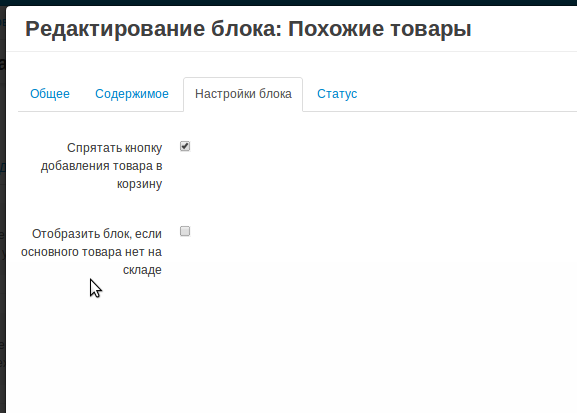 Редактирование блока: Похожие товары
Общее Содержимое Настройки блока Статус
Спрятать кнопку
добавления товара в
корзину
Отобразить блок, если
основного товара нет на
складе